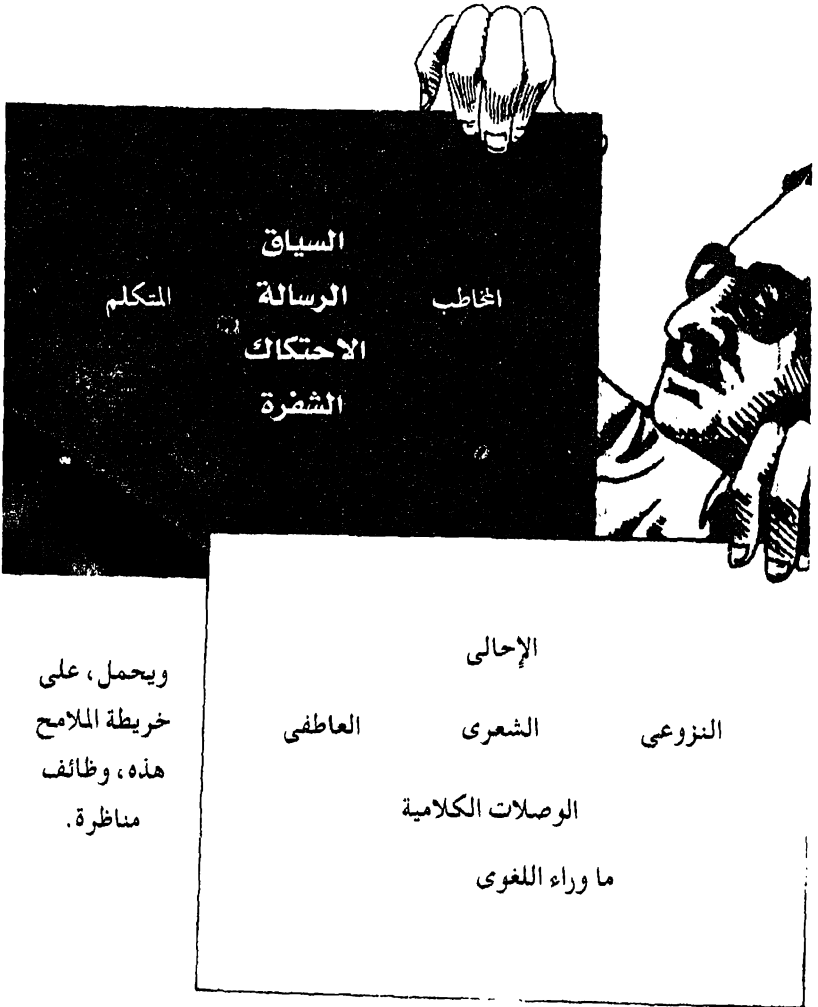 السياق
المخاطب الرسالة المتكلم
الاحتكاك
الشفرة
الإحالى
النزوعى الشعرى العاطفى
الوصلات الكلامية
ما وراء اللغوى
ويحمل، على
خريطة الملامح
هذه، وظائف
مناظرة.